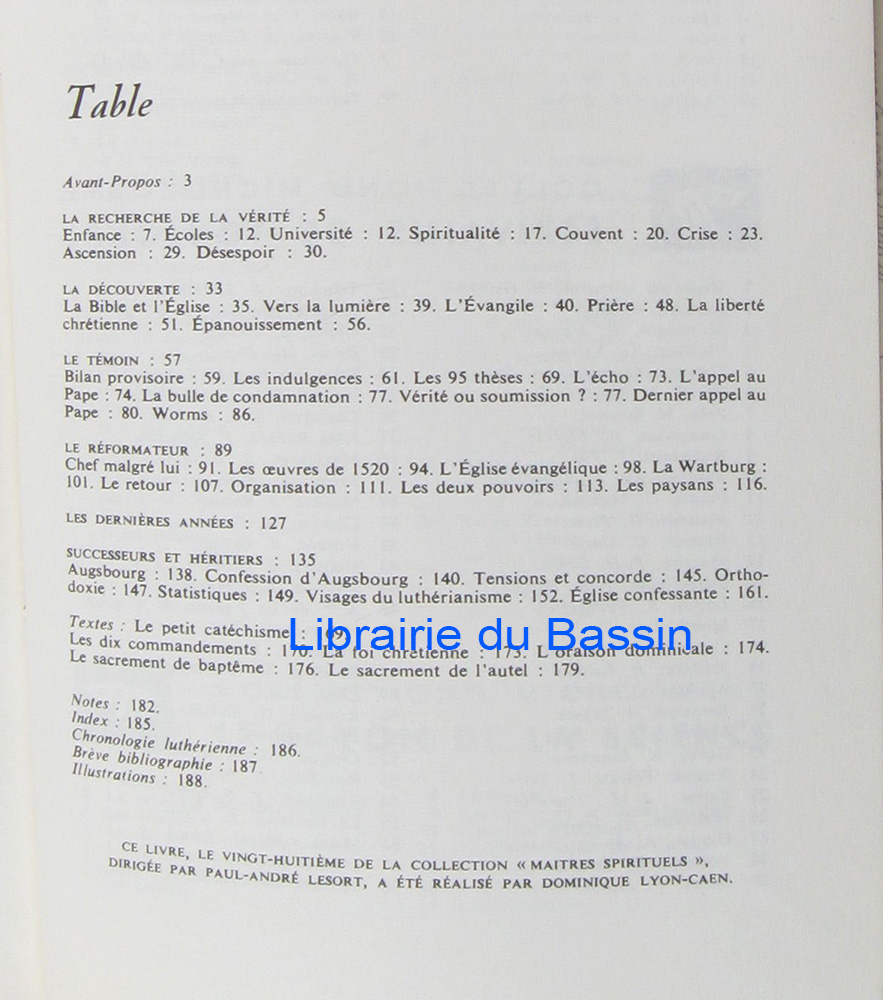 Table
Avant-Propos : 3
LA RECHERCHE DE LA VÉRITÉ : 5
Enfance : 7. Écoles : 12. Université : 12. Spiritualité : 17. Couvent : 20. Crise : 23.
Ascension : 29. Désespoir : 30.
LA DÉCOUVERTE : 33
La Bible et l'Église : 35. Vers la lumière : 39. L'Évangile : 40. Prière : 48. La liberté
chrétienne : 51. Épanouissement : 56.
LE TÉMOIN : 57
Bilan provisoire : 59. Les indulgences : 61. Les 95 thèses : 69. L'écho : 73. L'appel au
Pape : 74. La bulle de condamnation : 77. Vérité ou soumission ? : 77. Dernier appel au
Pape : 80. Worms : 86.
LE RÉFORMATEUR : 89
Chef malgré lui : 91. Les œuvres de 1520 : 94. L'Église évangélique : 98. La Wartburg :
101. Le retour : 107. Organisation : 111. Les deux pouvoirs : 113. Les paysans : 116.
LES DERNIÈRES ANNÉES : 127
SUCCESSEURS ET HÉRITIERS : 135
Augsbourg : 138. Confession d'Augsbourg : 140. Tensions et concorde : 145. Ortho-
doxie : 147. Statistiques : 149. Visages du luthérianisme : 152. Église confessante : 161.
Textes : Le petit catéchisme :
Librairie du Bassin
Les dix commandements : 170. La foi chrétienne : 173. L'oraison dominicale : 174.
Le sacrement de baptême : 176. Le sacrement de l'autel : 179.
Notes : 182.
Index : 185.
Chronologie luthérienne : 186.
Brève bibliographie : 187
Illustrations : 188.
CE LIVRE, LE VINGT-HUITIÈME DE LA COLLECTION « MAITRES SPIRITUELS »,
DIRIGÉE PAR PAUL-ANDRÉ LESORT, A ÉTÉ RÉALISÉ PAR DOMINIQUE LYON-CAEN.